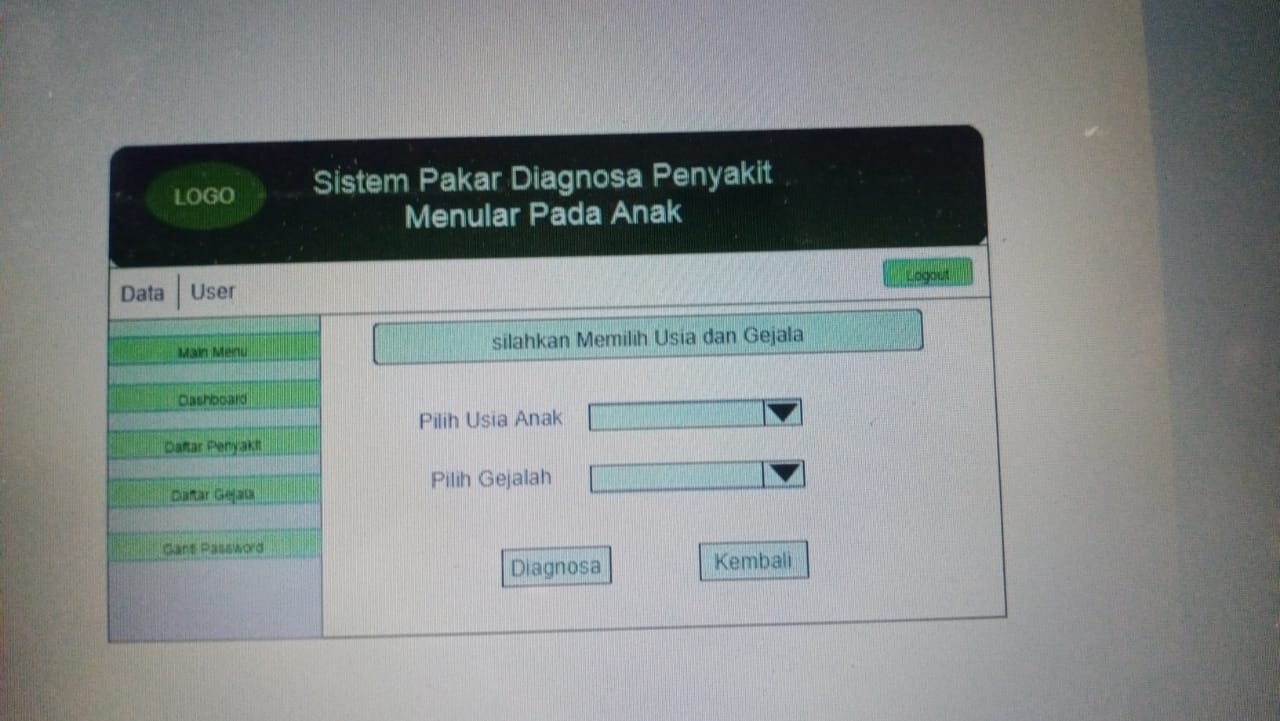 LOGO
Sistem Pakar Diagnosa Penyakit
Menular Pada Anak
Data
User
Logout
Main Menu
Dashboard
Daftar Penyakit
Daftar Gejala
Ganti Password
silahkan Memilih Usia dan Gejala
Pilih Usia Anak
Pilih Gejalah
Diagnosa
Kembali